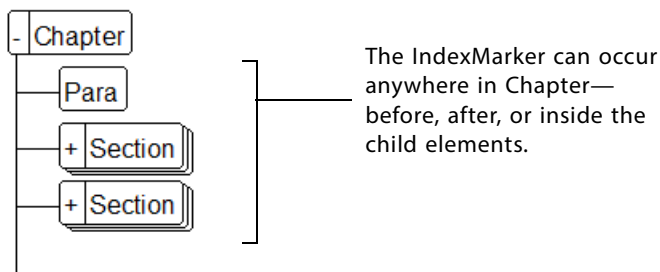 - Chapter
Para
+ Section
+ Section
The IndexMarker can occur
anywhere in Chapter—
before, after, or inside the
child elements.